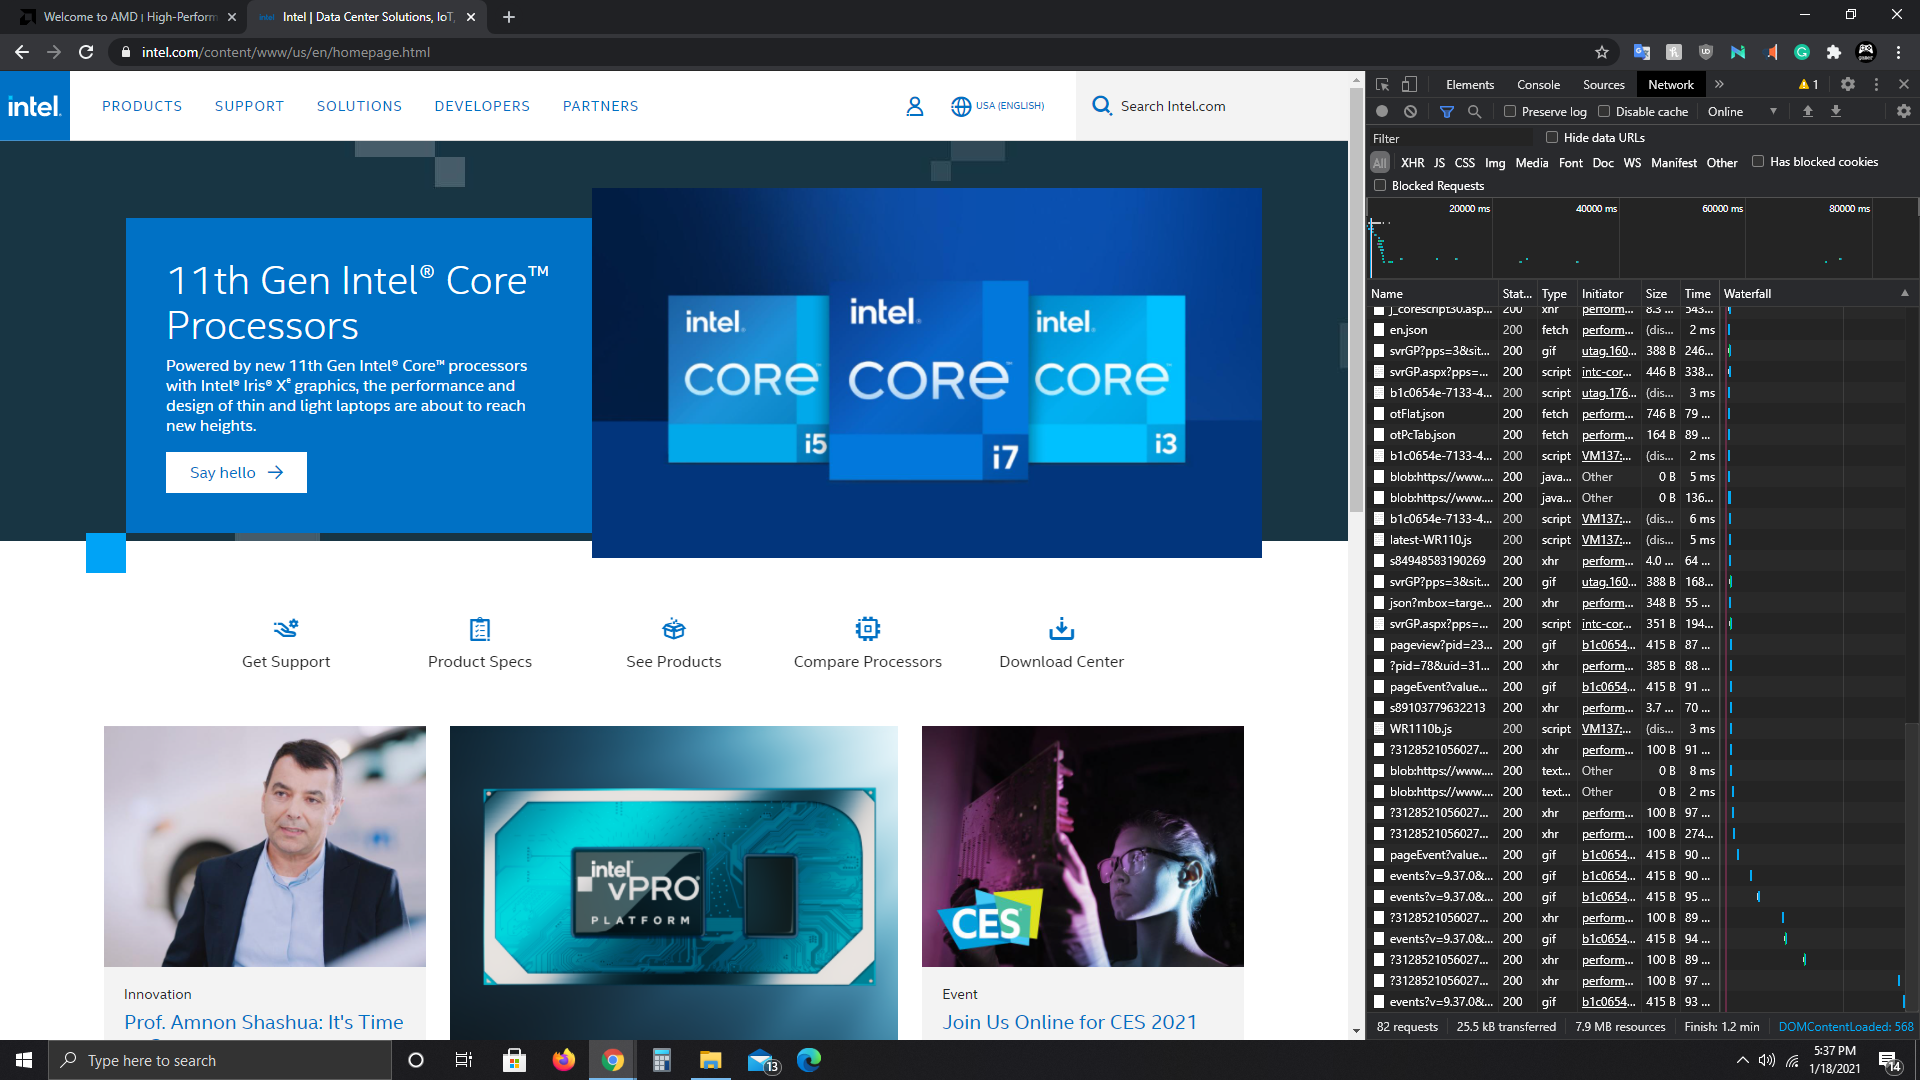 Welcome to AMD | High-Perform
Intel | Data Center Solutions, IoT,
intel.com/content/www/us/en/homepage.html
intel.
PRODUCTS
SUPPORT
SOLUTIONS
DEVELOPERS
PARTNERS
USA (ENGLISH)
Search Intel.com
11th Gen Intel® Core™
Processors
Powered by new 11th Gen Intel® Core™ processors
with Intel® Iris® Xᵉ graphics, the performance and
design of thin and light laptops are about to reach
new heights.
Say hello
intel.
CORE™
i5
intel.
CORE™
i7
intel.
CORE™
i3
Get Support
Product Specs
See Products
Compare Processors
Download Center
intel
vPRO
PLATFORM
CES
Innovation
Prof. Amnon Shashua: It's Time
Event
Join Us Online for CES 2021
Elements
Console
Sources
Network
1
Preserve log
Disable cache
Online
Filter
Hide data URLs
All XHR JS CSS Img Media Font Doc WS Manifest Other
Has blocked cookies
Blocked Requests
20000 ms 40000 ms 60000 ms 80000 ms
Name Stat... Type Initiator Size Time Waterfall
j_corescript30.asp... 200 xhr perform... 8.3 ... 543...
en.json 200 fetch perform... (dis... 2 ms
svrGP?pps=3&sit... 200 gif utag.160... 388 B 246...
svrGP.aspx?pps=... 200 script intc-cor... 446 B 338...
b1c0654e-7133-4... 200 script utag.176... (dis... 3 ms
otFlat.json 200 fetch perform... 746 B 79 ...
otPcTab.json 200 fetch perform... 164 B 89 ...
b1c0654e-7133-4... 200 script VM137:... (dis... 2 ms
blob:https://www.... 200 java... Other 0 B 5 ms
blob:https://www.... 200 java... Other 0 B 136...
b1c0654e-7133-4... 200 script VM137:... (dis... 6 ms
latest-WR110.js 200 script VM137:... (dis... 5 ms
s84948583190269 200 xhr perform... 4.0 ... 64 ...
svrGP?pps=3&sit... 200 gif utag.160... 388 B 168...
json?mbox=targe... 200 xhr perform... 348 B 55 ...
svrGP.aspx?pps=... 200 script intc-cor... 351 B 194...
pageview?pid=23... 200 gif b1c0654... 415 B 87 ...
?pid=78&uid=31... 200 xhr perform... 385 B 88 ...
pageEvent?value... 200 gif b1c0654... 415 B 91 ...
s89103779632213 200 xhr perform... 3.7 ... 70 ...
WR1110b.js 200 script VM137:... (dis... 3 ms
?3128521056027... 200 xhr perform... 100 B 91 ...
blob:https://www.... 200 text... Other 0 B 8 ms
blob:https://www.... 200 text... Other 0 B 2 ms
?3128521056027... 200 xhr perform... 100 B 97 ...
?3128521056027... 200 xhr perform... 100 B 274...
pageEvent?value... 200 gif b1c0654... 415 B 90 ...
events?v=9.37.0&... 200 gif b1c0654... 415 B 90 ...
events?v=9.37.0&... 200 gif b1c0654... 415 B 95 ...
?3128521056027... 200 xhr perform... 100 B 89 ...
events?v=9.37.0&... 200 gif b1c0654... 415 B 94 ...
?3128521056027... 200 xhr perform... 100 B 89 ...
?3128521056027... 200 xhr perform... 100 B 97 ...
events?v=9.37.0&... 200 gif b1c0654... 415 B 93 ...
82 requests 25.5 kB transferred 7.9 MB resources Finish: 1.2 min DOMContentLoaded: 568
Type here to search
13
5:37 PM
1/18/2021
14